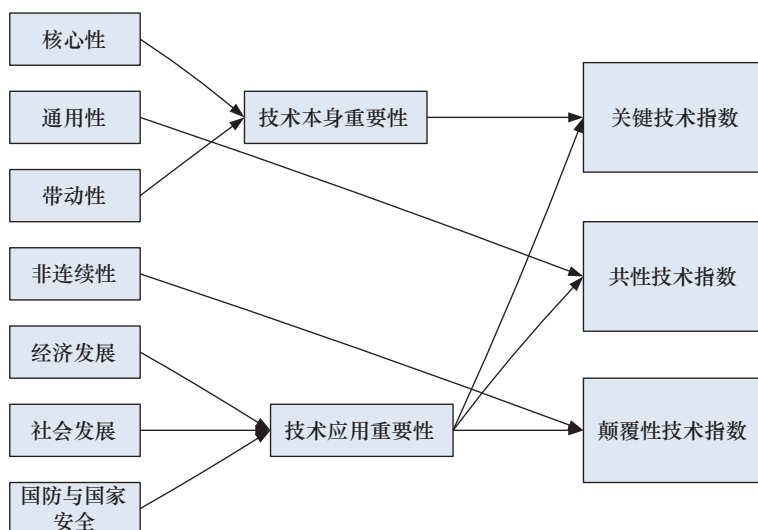 核心性
通用性
带动性
非连续性
经济发展
社会发展
国防与国家
安全
技术本身重要性
技术应用重要性
关键技术指数
共性技术指数
颠覆性技术指数